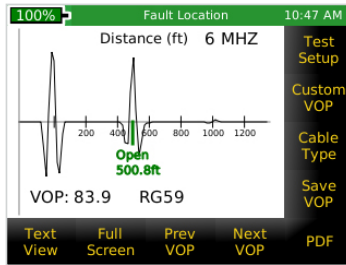 100% Fault Location 10:47 AM
Distance (ft) 6 MHZ
Test
Setup
Custom
VOP
Cable
Type
Save
VOP
200 400 600 800 1000 1200
Open
500.8ft
VOP: 83.9 RG59
Text
View
Full
Screen
Prev
VOP
Next
VOP
PDF